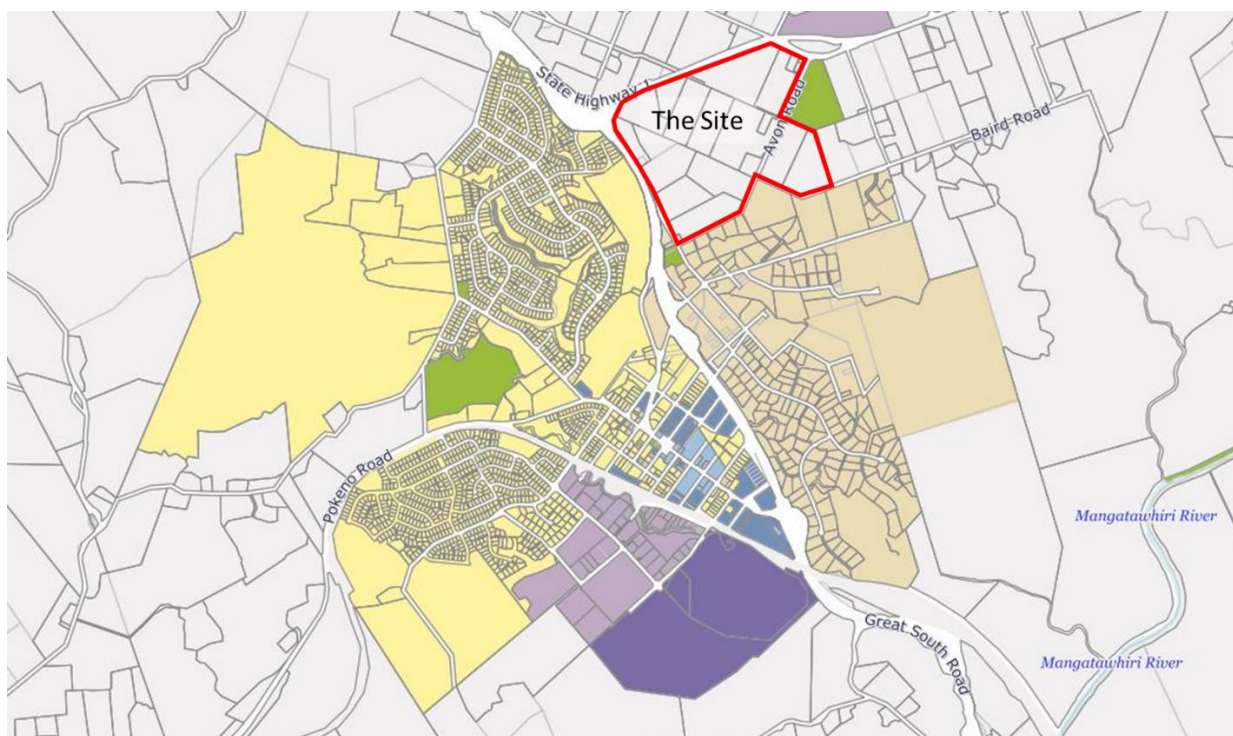 State Highway 1
The Site
Avon Road
Baird Road
Pokeno Road
Mangatawhiri River
Great South Road
Mangatawhiri River